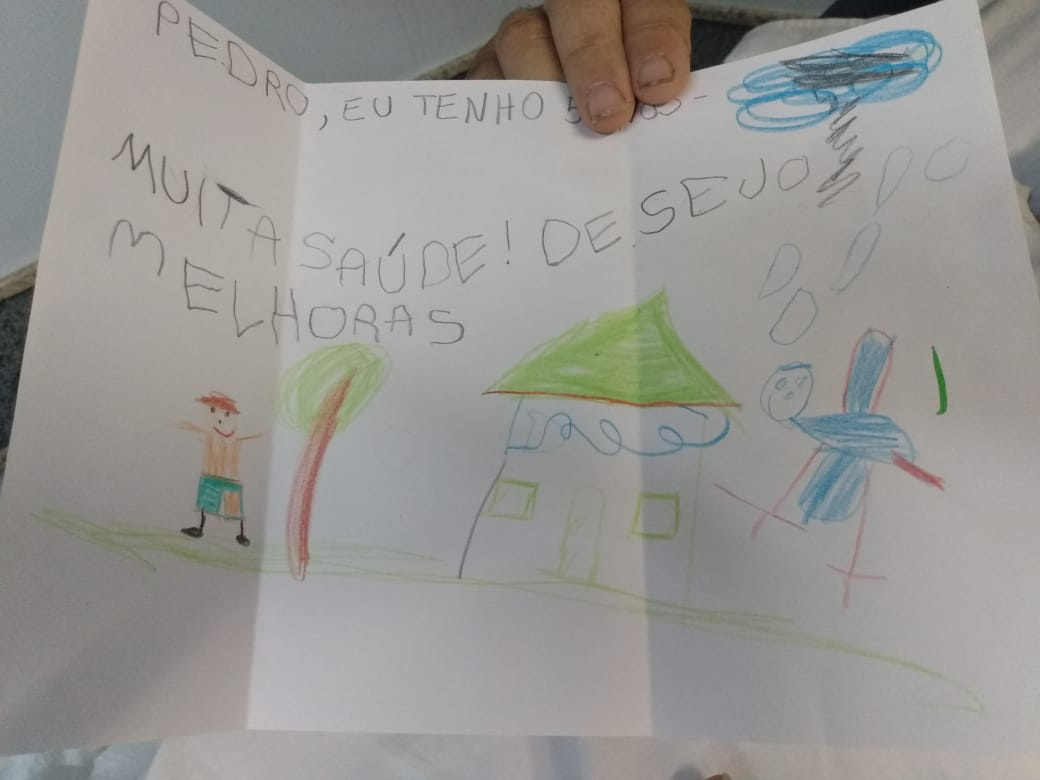 PEDRO, EU TENHO 5
MUITA SAÚDE! DESEJO
MELHORAS